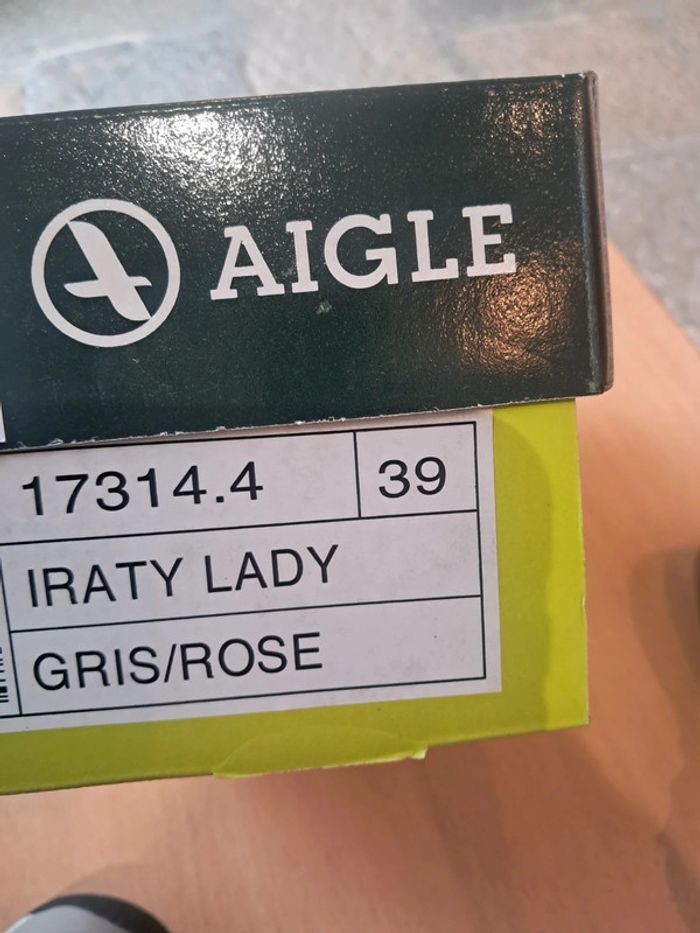 AIGLE
17314.4 39
IRATY LADY
GRIS/ROSE